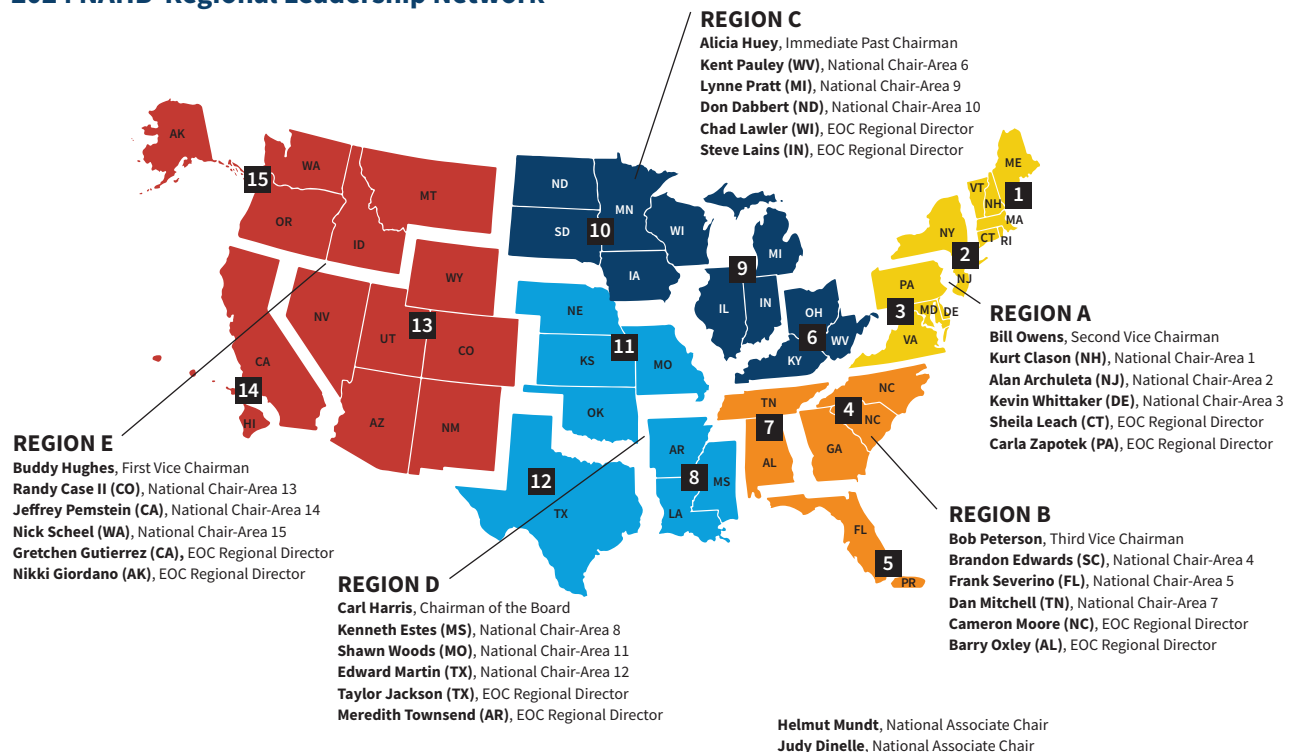 2024 NAHB Regional Leadership Network
REGION C
Alicia Huey, Immediate Past Chairman
Kent Pauley (WV), National Chair-Area 6
Lynne Pratt (MI), National Chair-Area 9
Don Dabbert (ND), National Chair-Area 10
Chad Lawler (WI), EOC Regional Director
Steve Lains (IN), EOC Regional Director
AK
WA
15
MT
OR
ID
WY
NV
UT
13
CO
CA
14
HI
AZ
NM
ND
MN
SD
10
WI
IA
9
MI
IL
IN
OH
6
WV
KY
NE
11
KS
MO
OK
12
TX
AR
8
MS
LA
ME
VT
NH
1
MA
NY
CT
RI
2
NJ
PA
3
MD
DE
VA
TN
7
NC
4
NC
AL
GA
FL
5
PR
REGION A
Bill Owens, Second Vice Chairman
Kurt Clason (NH), National Chair-Area 1
Alan Archuleta (NJ), National Chair-Area 2
Kevin Whittaker (DE), National Chair-Area 3
Sheila Leach (CT), EOC Regional Director
Carla Zapotek (PA), EOC Regional Director
REGION E
Buddy Hughes, First Vice Chairman
Randy Case II (CO), National Chair-Area 13
Jeffrey Pemstein (CA), National Chair-Area 14
Nick Scheel (WA), National Chair-Area 15
Gretchen Gutierrez (CA), EOC Regional Director
Nikki Giordano (AK), EOC Regional Director
REGION B
Bob Peterson, Third Vice Chairman
Brandon Edwards (SC), National Chair-Area 4
Frank Severino (FL), National Chair-Area 5
Dan Mitchell (TN), National Chair-Area 7
Cameron Moore (NC), EOC Regional Director
Barry Oxley (AL), EOC Regional Director
REGION D
Carl Harris, Chairman of the Board
Kenneth Estes (MS), National Chair-Area 8
Shawn Woods (MO), National Chair-Area 11
Edward Martin (TX), National Chair-Area 12
Taylor Jackson (TX), EOC Regional Director
Meredith Townsend (AR), EOC Regional Director
Helmut Mundt, National Associate Chair
Judy Dinelle, National Associate Chair